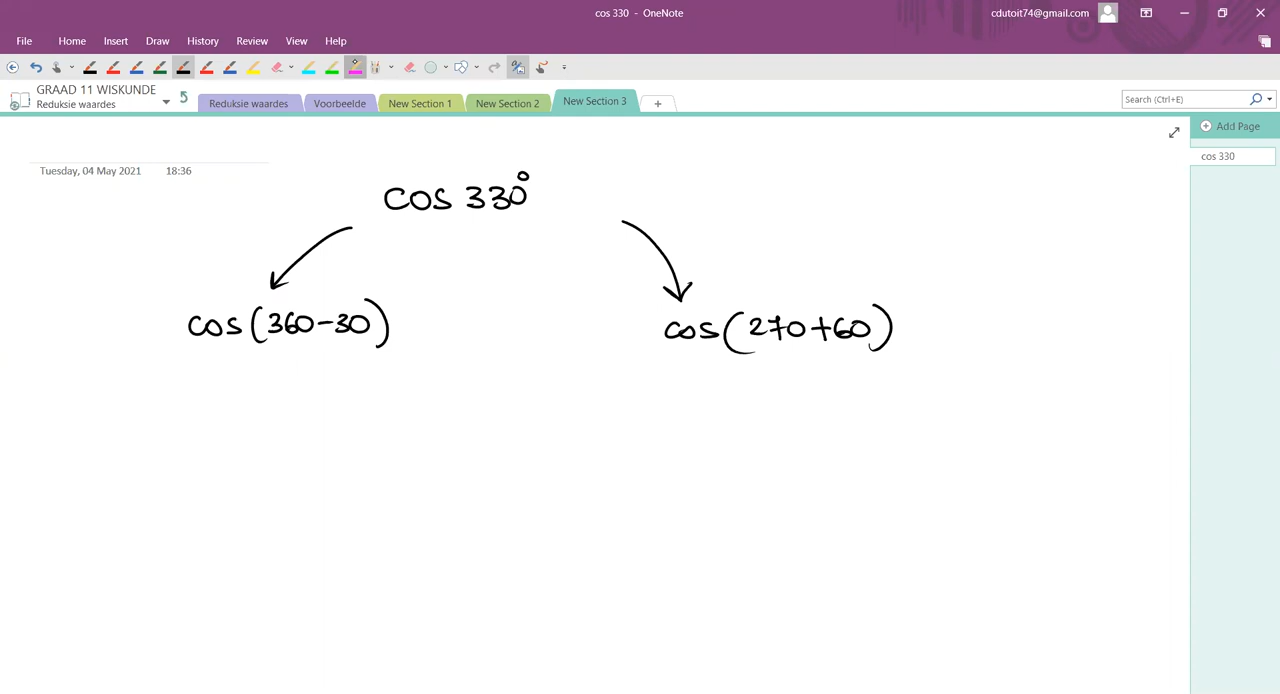 cos 330 - OneNote
cdutoit74@gmail.com
File Home Insert Draw History Review View Help
GRAAD 11 WISKUNDE
Reduksie waardes
Reduksie waardes Voorbeelde New Section 1 New Section 2 New Section 3 +
Search (Ctrl+E)
Add Page
cos 330
Tuesday, 04 May 2021 18:36
cos 330°
cos(360-30)
cos(270+60)